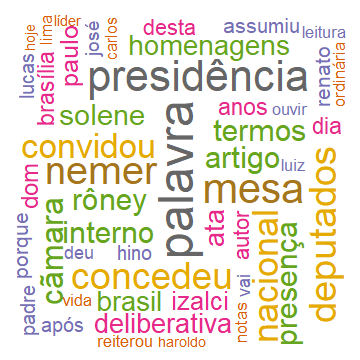 hoje
líder
carlos
lima
josé
desta
assumiu
leitura
lucas
brasília
paulo
homenagens
renato
ordinária
presidência
solene
anos
ouvir
convidou
palavra
termos
dia
nemer
artigo
luiz
dom
rôney
mesa
deputados
câmara
interno
ata
autor
nacional
presença
porque
deu
hino
concedeu
padre
vida
brasil
izalci
vai
após
deliberativa
notas
reiterou
haroldo